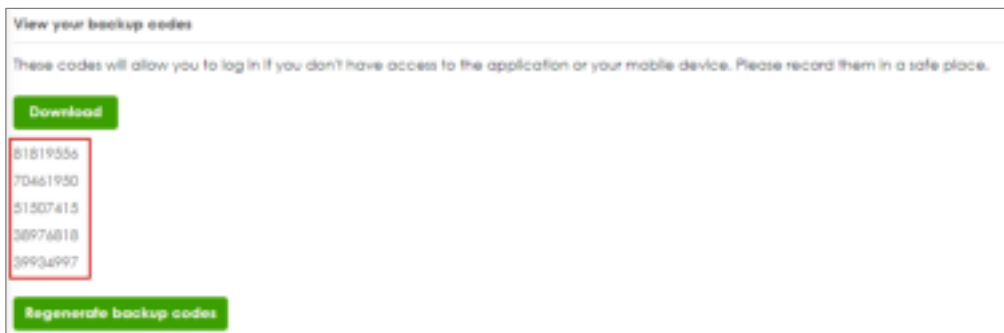 View your backup codes
These codes will allow you to log in if you don't have access to the application or your mobile device. Please record them in a safe place.
Download
81819556
70461950
51507415
38976818
39934997
Regenerate backup codes